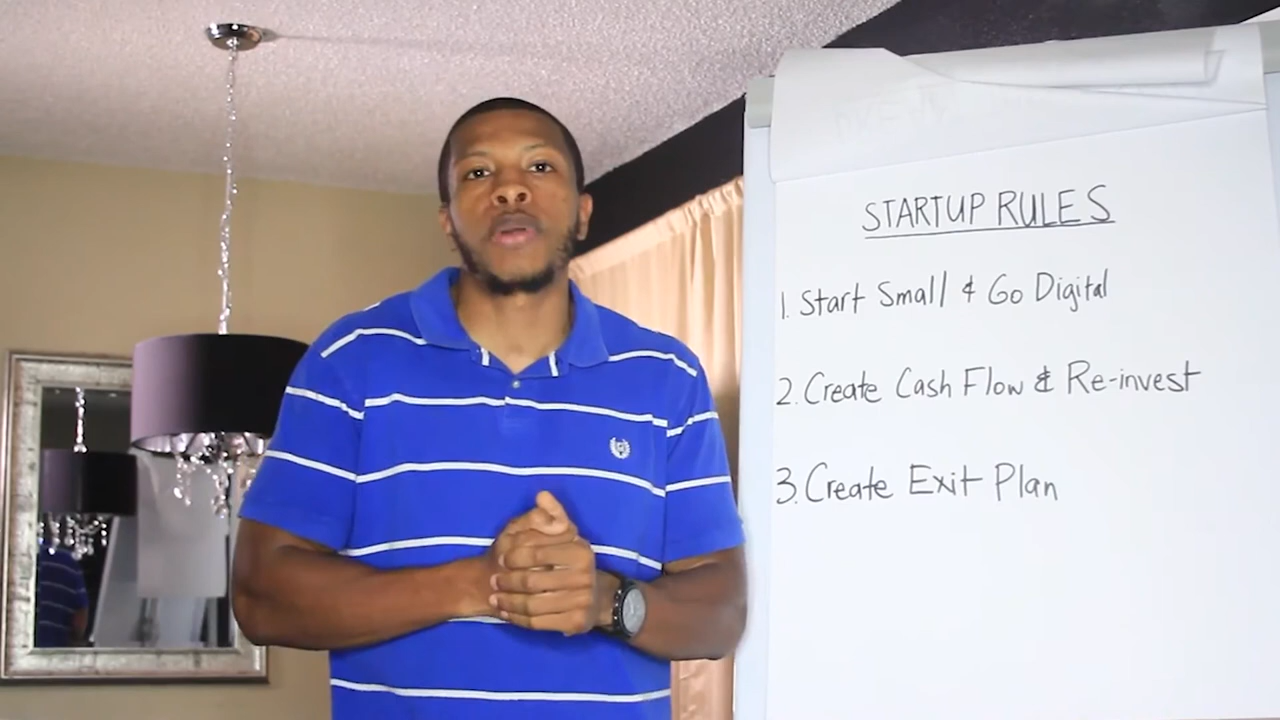 STARTUP RULES
1. Start Small & Go Digital
2. Create Cash Flow & Re-invest
3. Create Exit Plan